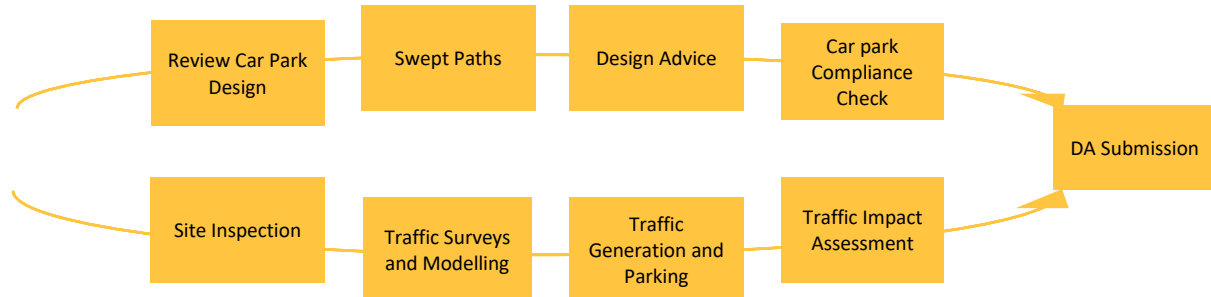 Review Car Park
Design
Swept Paths
Design Advice
Car park
Compliance
Check
DA Submission
Site Inspection
Traffic Surveys
and Modelling
Traffic
Generation and
Parking
Traffic Impact
Assessment